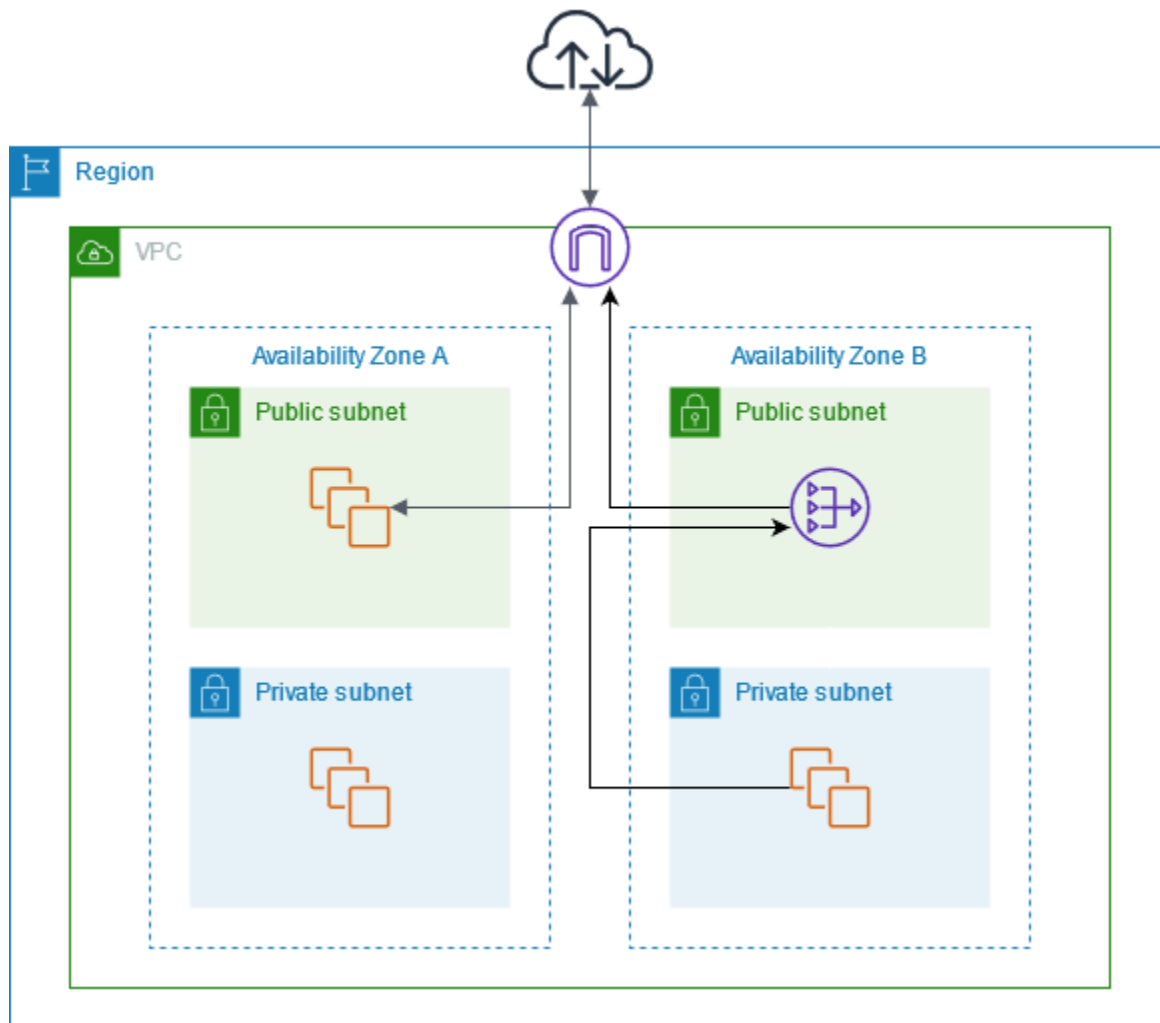 Region
VPC
Availability Zone A
Availability Zone B
Public subnet
Public subnet
Private subnet
Private subnet